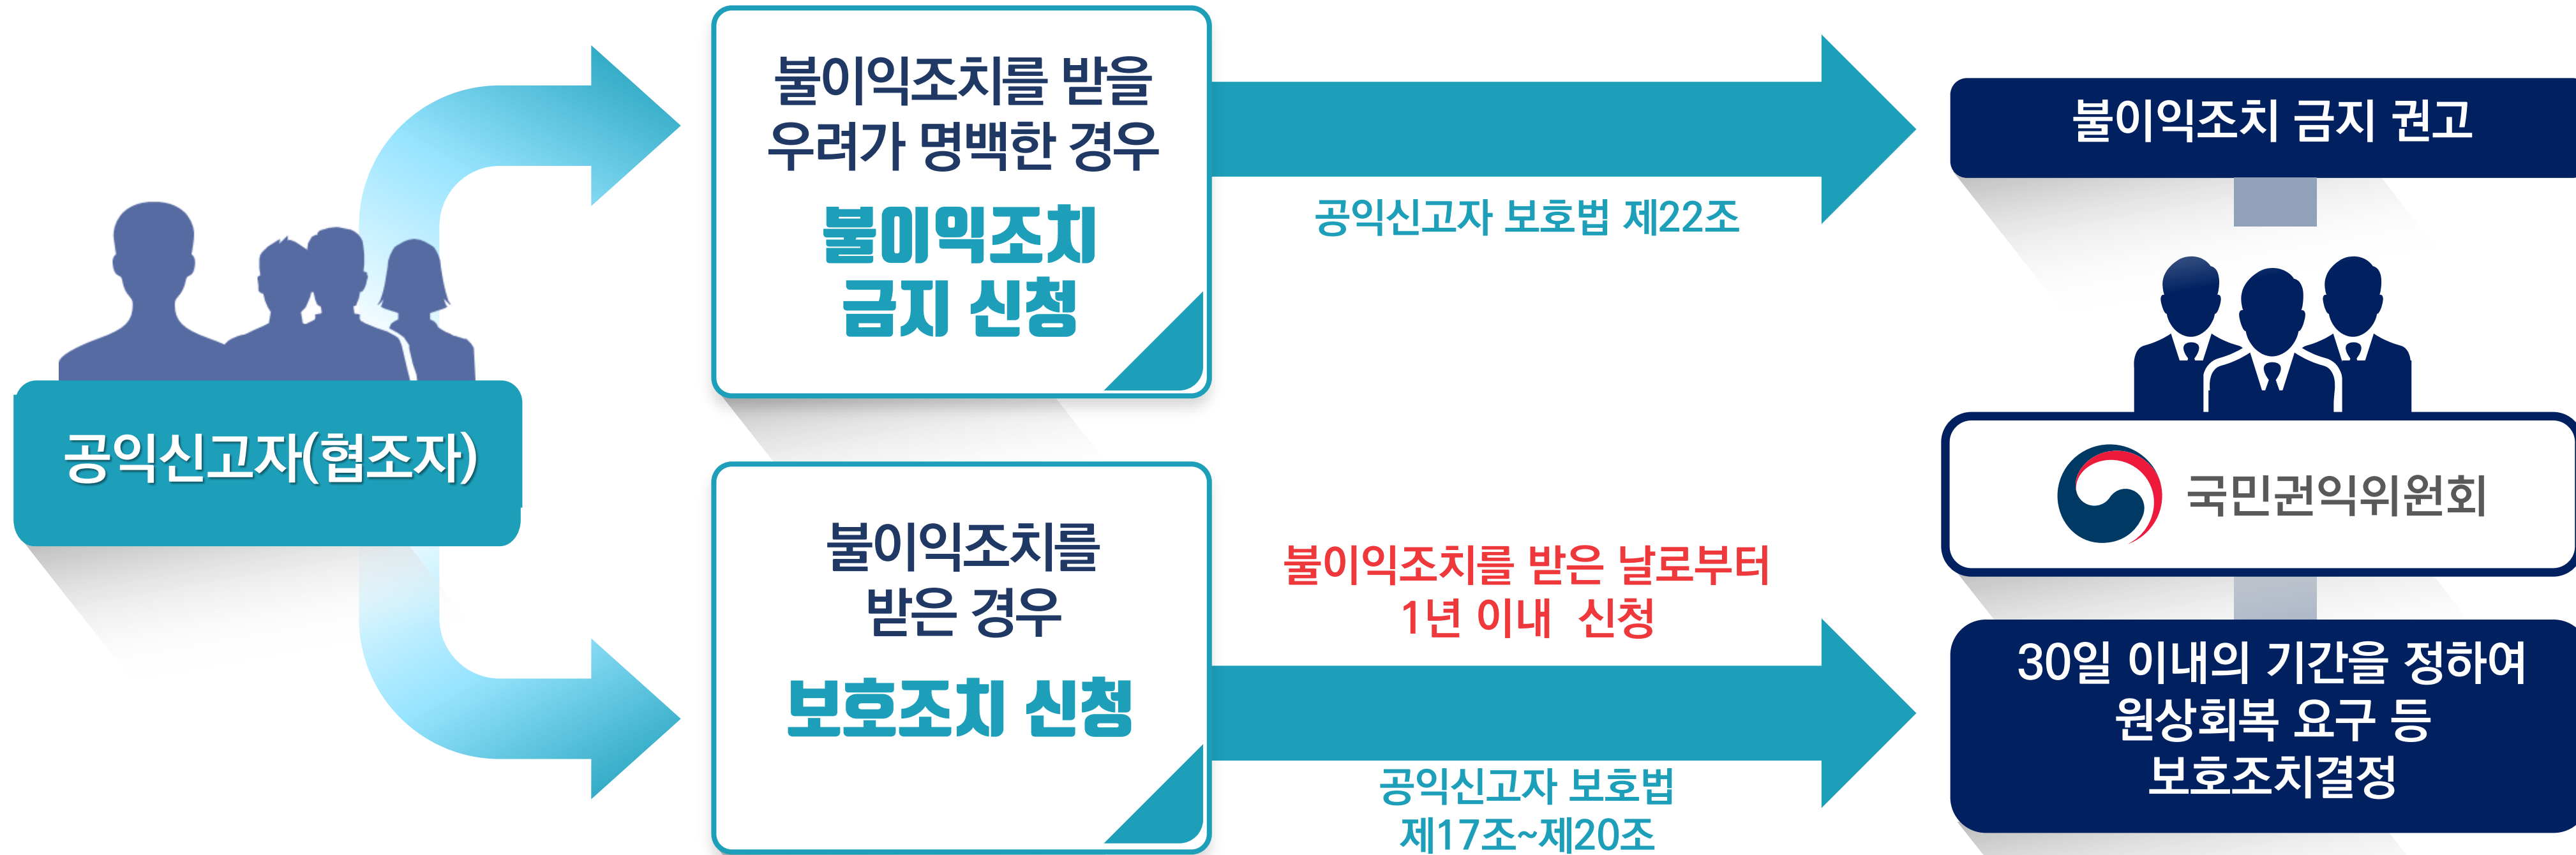 공익신고자(협조자)
불이익조치를 받을
우려가 명백한 경우
불이익조치
금지 신청
공익신고자 보호법 제22조
불이익조치 금지 권고
국민권익위원회
불이익조치를
받은 경우
보호조치 신청
불이익조치를 받은 날로부터
1년 이내 신청
공익신고자 보호법
제17조~제20조
30일 이내의 기간을 정하여
원상회복 요구 등
보호조치결정